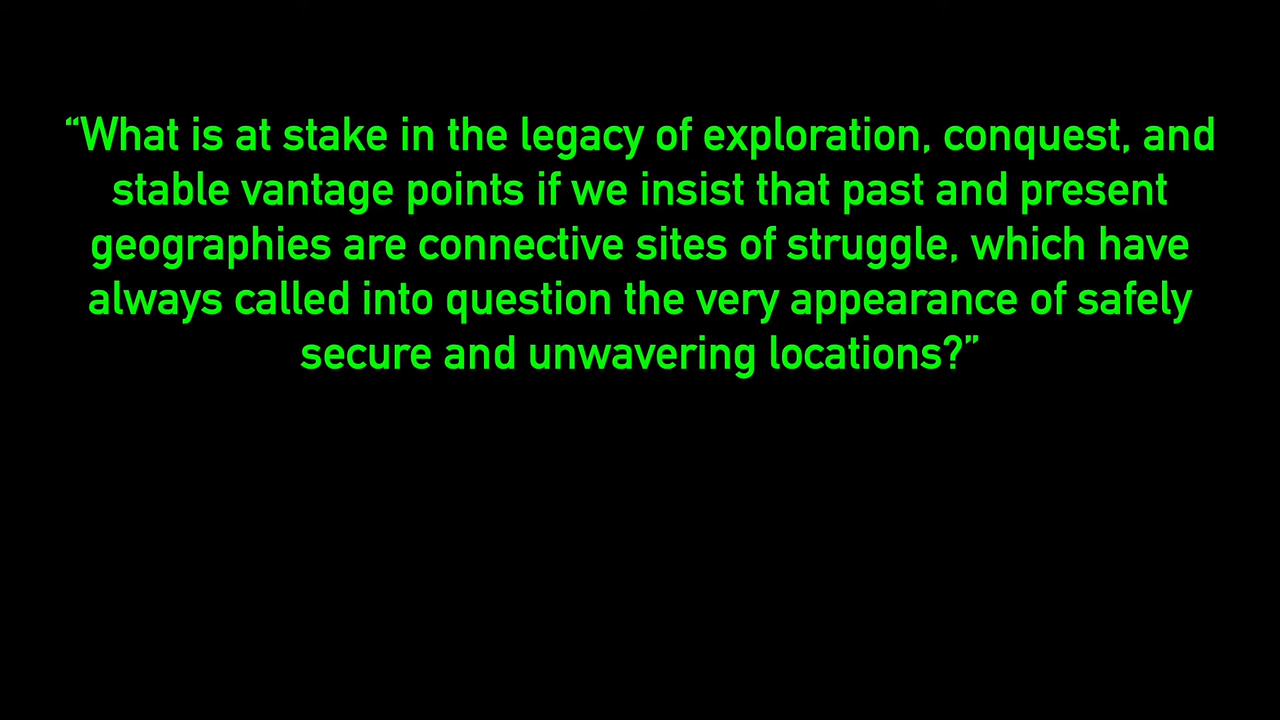 “What is at stake in the legacy of exploration, conquest, and
stable vantage points if we insist that past and present
geographies are connective sites of struggle, which have
always called into question the very appearance of safely
secure and unwavering locations?”